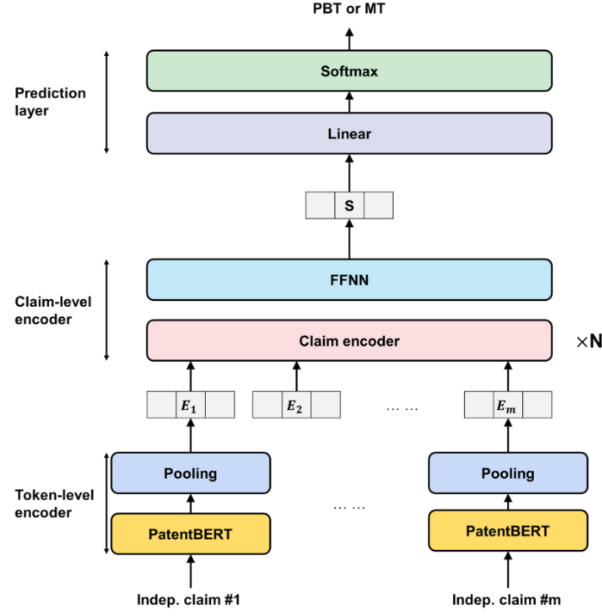 PBT or MT
Softmax
Prediction
layer
Linear
S
FFNN
Claim-level
encoder
Claim encoder
×N
E1 E2 … … Em
Pooling Pooling
Token-level
encoder
… …
PatentBERT PatentBERT
Indep. claim #1 Indep. claim #m